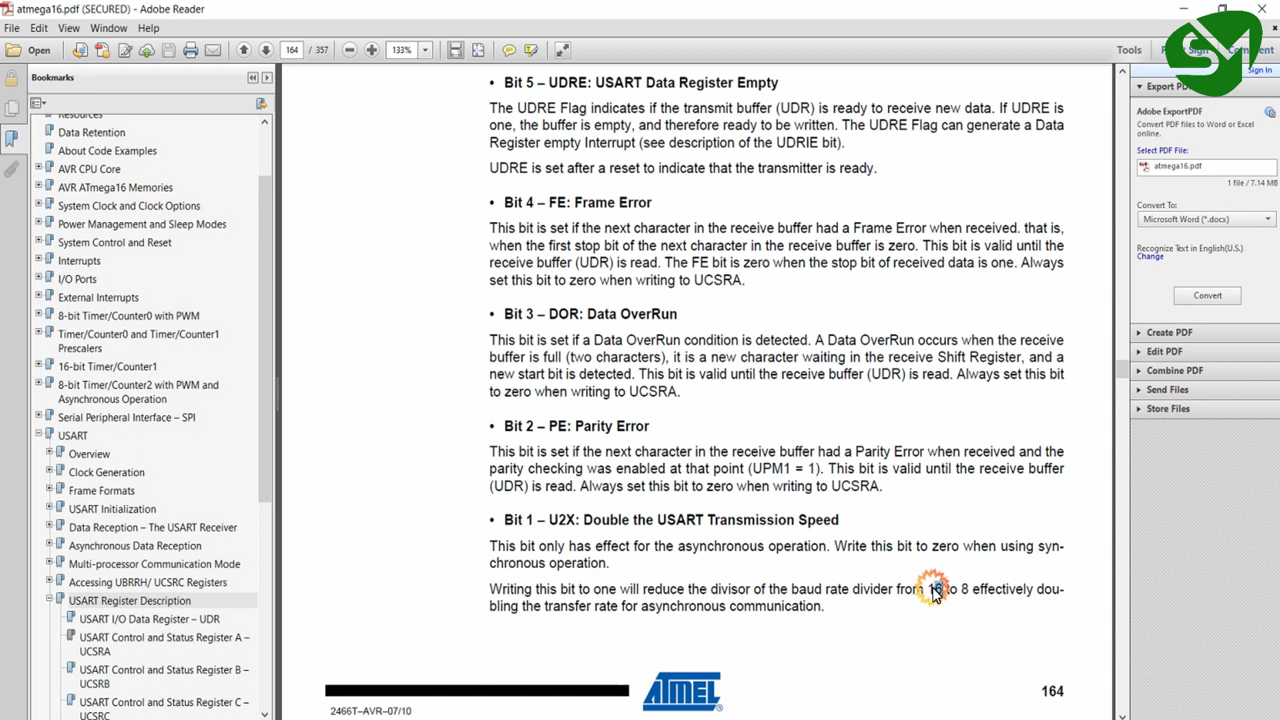 atmega16.pdf (SECURED) - Adobe Reader
File Edit View Window Help
Open 164 / 357 133% Tools Comment
Sign In
Bookmarks
Resources
Data Retention
About Code Examples
AVR CPU Core
AVR ATmega16 Memories
System Clock and Clock Options
Power Management and Sleep Modes
System Control and Reset
Interrupts
I/O Ports
External Interrupts
8-bit Timer/Counter0 with PWM
Timer/Counter0 and Timer/Counter1
Prescalers
16-bit Timer/Counter1
8-bit Timer/Counter2 with PWM and
Asynchronous Operation
Serial Peripheral Interface – SPI
USART
Overview
Clock Generation
Frame Formats
USART Initialization
Data Reception – The USART Receiver
Asynchronous Data Reception
Multi-processor Communication Mode
Accessing UBRRH/ UCSRC Registers
USART Register Description
USART I/O Data Register – UDR
USART Control and Status Register A –
UCSRA
USART Control and Status Register B –
UCSRB
USART Control and Status Register C –
UCSRC
• Bit 5 – UDRE: USART Data Register Empty
The UDRE Flag indicates if the transmit buffer (UDR) is ready to receive new data. If UDRE is
one, the buffer is empty, and therefore ready to be written. The UDRE Flag can generate a Data
Register empty Interrupt (see description of the UDRIE bit).
UDRE is set after a reset to indicate that the transmitter is ready.
• Bit 4 – FE: Frame Error
This bit is set if the next character in the receive buffer had a Frame Error when received. that is,
when the first stop bit of the next character in the receive buffer is zero. This bit is valid until the
receive buffer (UDR) is read. The FE bit is zero when the stop bit of received data is one. Always
set this bit to zero when writing to UCSRA.
• Bit 3 – DOR: Data OverRun
This bit is set if a Data OverRun condition is detected. A Data OverRun occurs when the receive
buffer is full (two characters), it is a new character waiting in the receive Shift Register, and a
new start bit is detected. This bit is valid until the receive buffer (UDR) is read. Always set this bit
to zero when writing to UCSRA.
• Bit 2 – PE: Parity Error
This bit is set if the next character in the receive buffer had a Parity Error when received and the
parity checking was enabled at that point (UPM1 = 1). This bit is valid until the receive buffer
(UDR) is read. Always set this bit to zero when writing to UCSRA.
• Bit 1 – U2X: Double the USART Transmission Speed
This bit only has effect for the asynchronous operation. Write this bit to zero when using syn-
chronous operation.
Writing this bit to one will reduce the divisor of the baud rate divider from 16 to 8 effectively dou-
bling the transfer rate for asynchronous communication.
ATMEL
164
2466T–AVR–07/10
SM
Export PDF
Adobe ExportPDF
Convert PDF files to Word or Excel
online.
Select PDF File:
atmega16.pdf
1 file / 7.14 MB
Convert To:
Microsoft Word (*.docx)
Recognize Text in English(U.S.)
Change
Convert
Create PDF
Edit PDF
Combine PDF
Send Files
Store Files